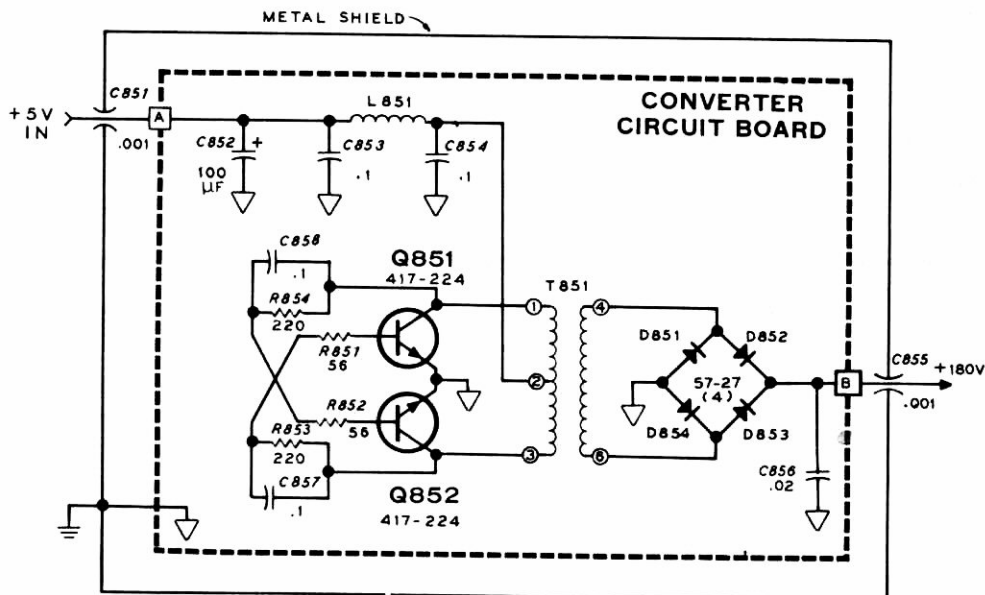 METAL SHIELD
C851
+5V
IN
.001
A
L851
CONVERTER
CIRCUIT BOARD
C852
+
100
µF
C853
.1
C854
.1
C858
.1
Q851
417-224
R854
220
R851
56
T851
1
2
3
4
6
D851
D852
57-27
(4)
D854
D853
B
C855
+180V
.001
R852
56
R853
220
C857
.1
Q852
417-224
C856
.02